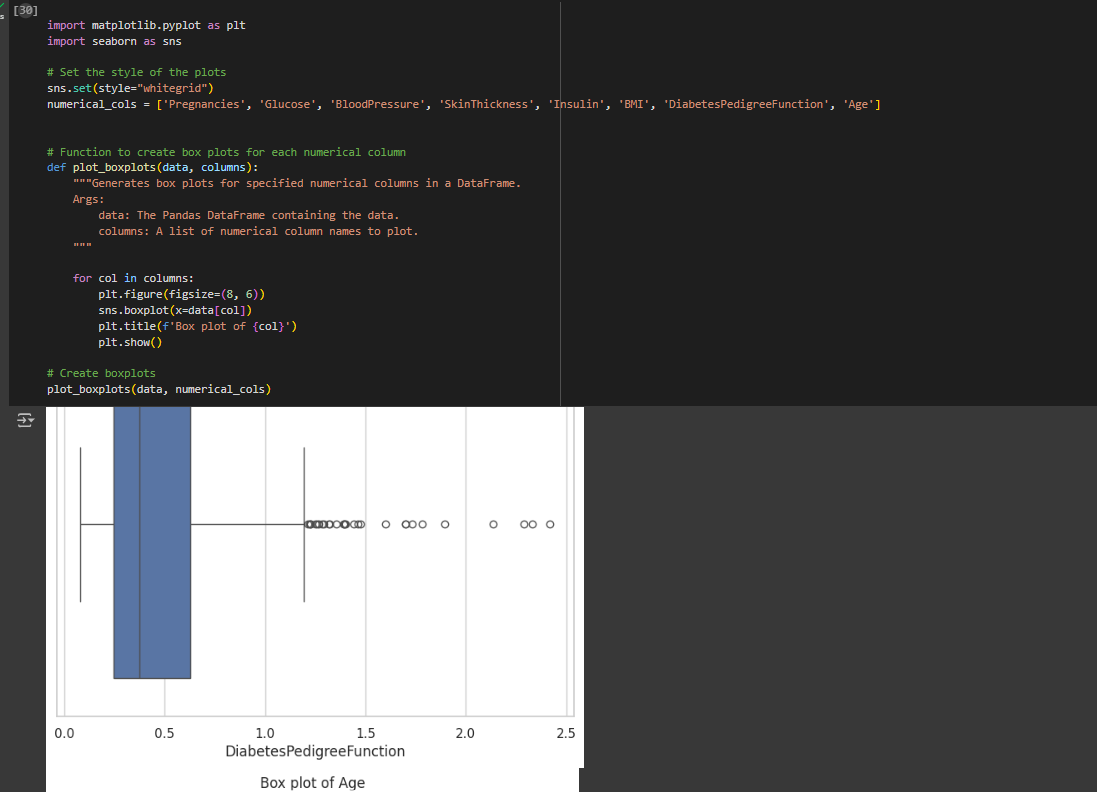 [30]
s
import matplotlib.pyplot as plt
import seaborn as sns
# Set the style of the plots
sns.set(style="whitegrid")
numerical_cols = ['Pregnancies', 'Glucose', 'BloodPressure', 'SkinThickness', 'Insulin', 'BMI', 'DiabetesPedigreeFunction', 'Age']
# Function to create box plots for each numerical column
def plot_boxplots(data, columns):
    """Generates box plots for specified numerical columns in a DataFrame.
    Args:
        data: The Pandas DataFrame containing the data.
        columns: A list of numerical column names to plot.
    """
    for col in columns:
        plt.figure(figsize=(8, 6))
        sns.boxplot(x=data[col])
        plt.title(f'Box plot of {col}')
        plt.show()
# Create boxplots
plot_boxplots(data, numerical_cols)
0.0 0.5 1.0 1.5 2.0 2.5
DiabetesPedigreeFunction
Box plot of Age